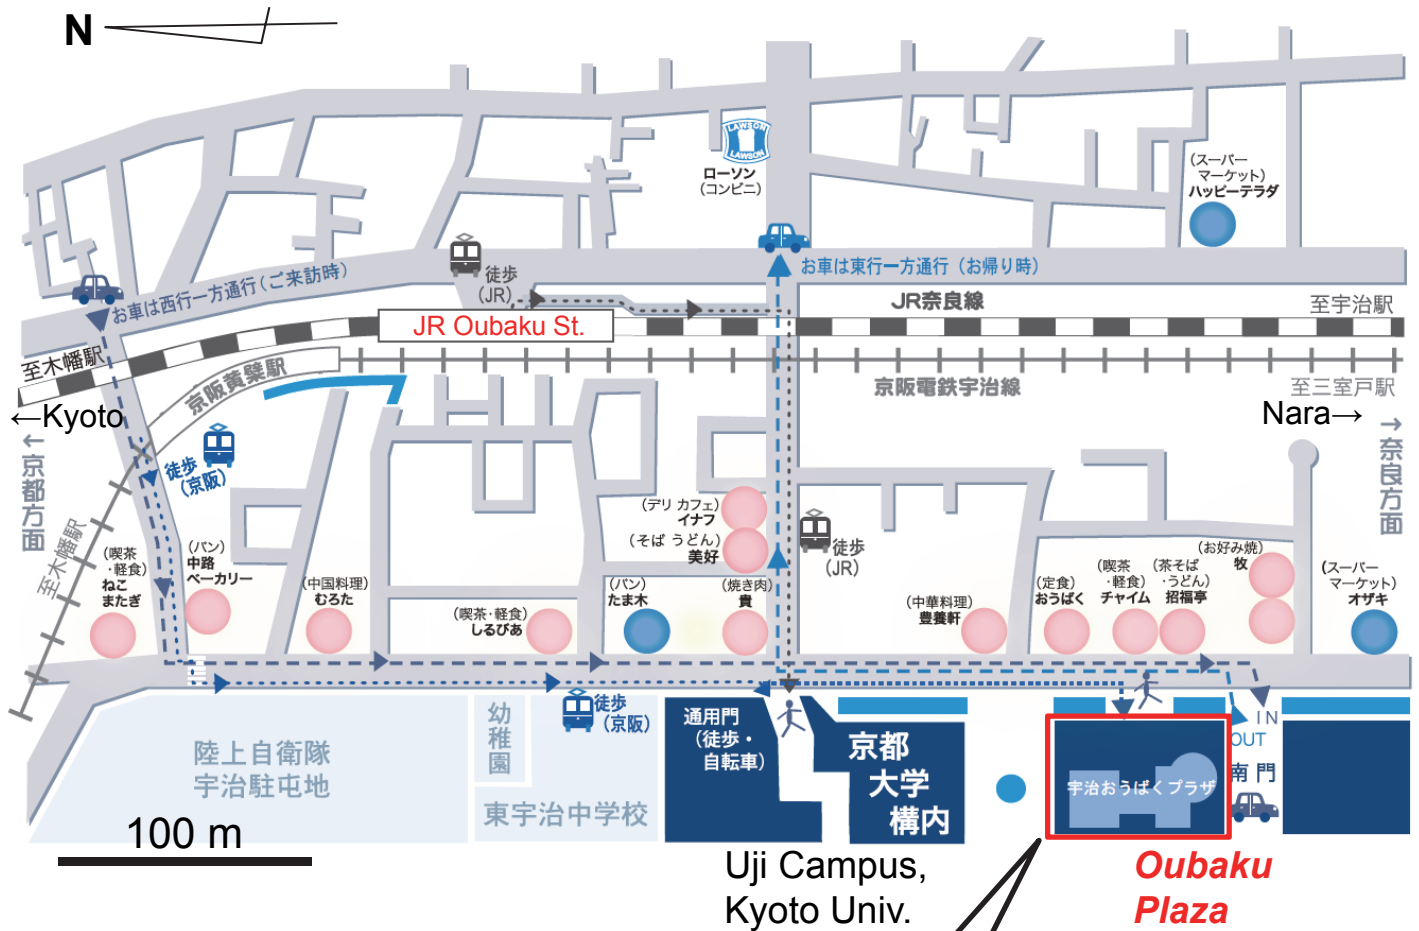 N
LAWSON
LAWSON
ローソン
(コンビニ)
(スーパー
マーケット)
ハッピーテラダ
お車は西行一方通行(ご来訪時)
徒歩
(JR)
お車は東行一方通行(お帰り時)
JR奈良線
至宇治駅
JR Oubaku St.
至木幡駅
京阪黄檗駅
京阪電鉄宇治線
至三室戸駅
←Kyoto
Nara→
←京都方面
→奈良方面
徒歩
(京阪)
至木幡駅
(喫茶
・軽食)
ねこ
またぎ
(パン)
中路
ベーカリー
(中国料理)
むろた
(喫茶・軽食)
しるびあ
(デリ カフェ)
イナフ
(そば うどん)
美好
(パン)
たま木
(焼き肉)
貴
徒歩
(JR)
(中華料理)
豊養軒
(定食)
おうばく
(喫茶
・軽食)
チャイム
(茶そば
・うどん)
招福亭
(お好み焼)
牧
(スーパー
マーケット)
オザキ
陸上自衛隊
宇治駐屯地
幼稚園
東宇治中学校
徒歩
(京阪)
通用門
(徒歩・
自転車)
京都
大学
構内
宇治おうばくプラザ
IN
OUT
南門
100 m
Uji Campus,
Kyoto Univ.
Oubaku
Plaza